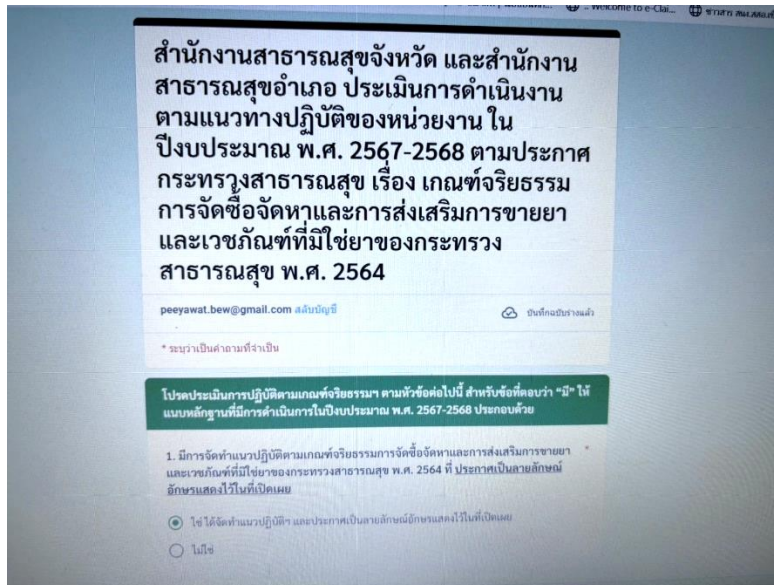 .. Welcome to e-Clai...
ข่าวสาร
สำนักงานสาธารณสุขจังหวัด และสำนักงาน
สาธารณสุขอำเภอ ประเมินการดำเนินงาน
ตามแนวทางปฏิบัติของหน่วยงาน ใน
ปีงบประมาณ พ.ศ. 2567-2568 ตามประกาศ
กระทรวงสาธารณสุข เรื่อง เกณฑ์จริยธรรม
การจัดซื้อจัดหาและการส่งเสริมการขายยา
และเวชภัณฑ์ที่มิใช่ยาของกระทรวง
สาธารณสุข พ.ศ. 2564
peeyawat.bew@gmail.com สลับบัญชี
บันทึกฉบับร่างแล้ว
* ระบุว่าเป็นคำถามที่จำเป็น
โปรดประเมินการปฏิบัติตามเกณฑ์จริยธรรมฯ ตามหัวข้อต่อไปนี้ สำหรับข้อที่ตอบว่า “มี” ให้
แนบหลักฐานที่มีการดำเนินการในปีงบประมาณ พ.ศ. 2567-2568 ประกอบด้วย
1. มีการจัดทำแนวปฏิบัติตามเกณฑ์จริยธรรมการจัดซื้อจัดหาและการส่งเสริมการขายยา *
และเวชภัณฑ์ที่มิใช่ยาของกระทรวงสาธารณสุข พ.ศ. 2564 ที่ ประกาศเป็นลายลักษณ์
อักษรแสดงไว้ในที่เปิดเผย
ใช่ ได้จัดทำแนวปฏิบัติฯ และประกาศเป็นลายลักษณ์อักษรแสดงไว้ในที่เปิดเผย
ไม่ใช่